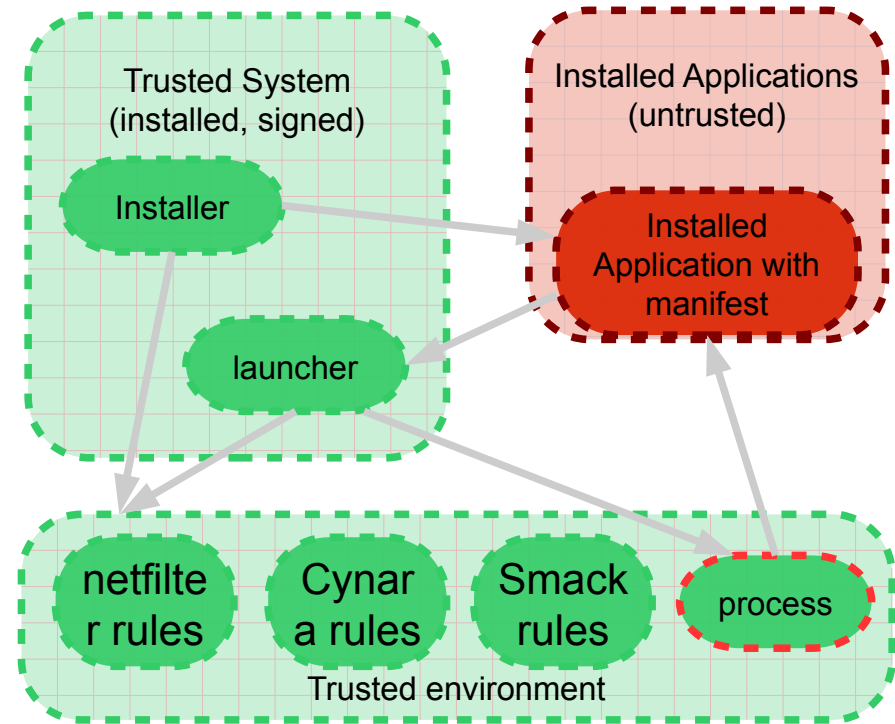 Trusted System
(installed, signed)
Installer
launcher
Installed Applications
(untrusted)
Installed
Application with
manifest
netfilte
r rules
Cynar
a rules
Smack
rules
process
Trusted environment